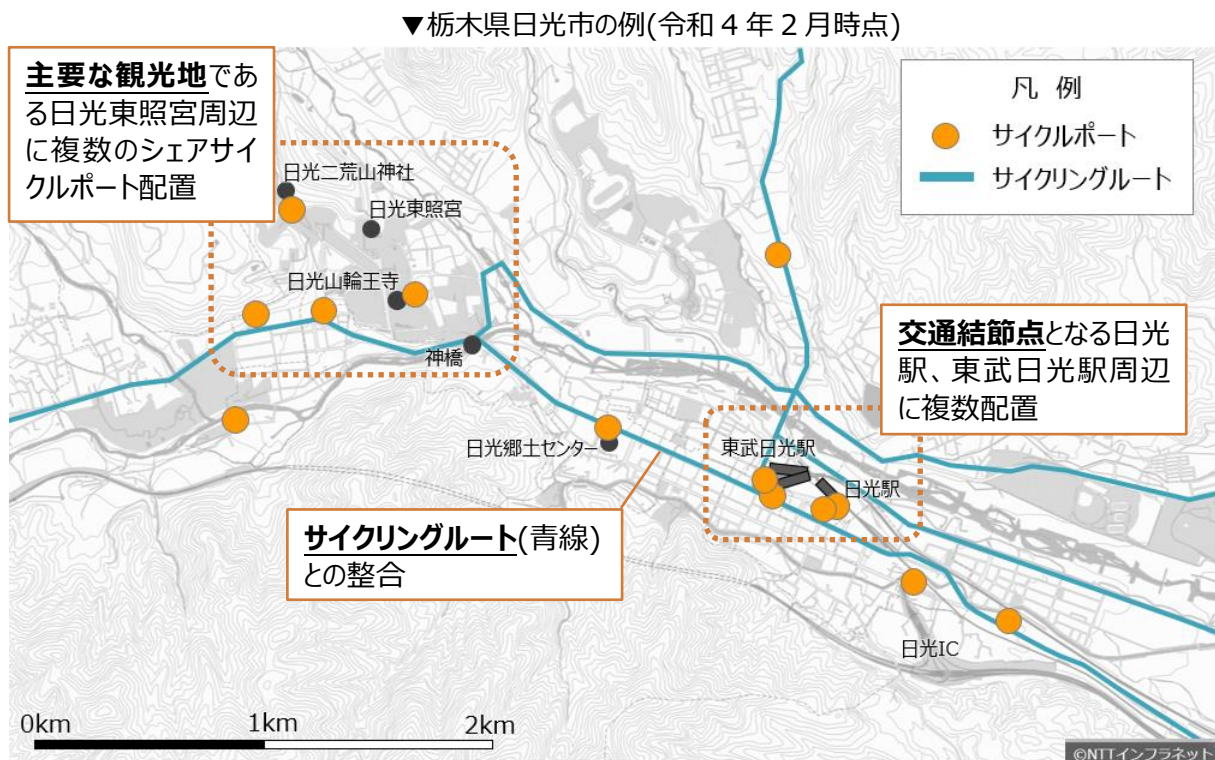 ▼栃木県日光市の例(令和４年２月時点)
主要な観光地であ
る日光東照宮周辺
に複数のシェアサイ
クルポート配置
凡 例
サイクルポート
サイクリングルート
日光二荒山神社
日光東照宮
日光山輪王寺
神橋
交通結節点となる日光
駅、東武日光駅周辺
に複数配置
日光郷土センター
東武日光駅
日光駅
サイクリングルート(青線)
との整合
日光IC
0km 1km 2km
©NTTインフラネット